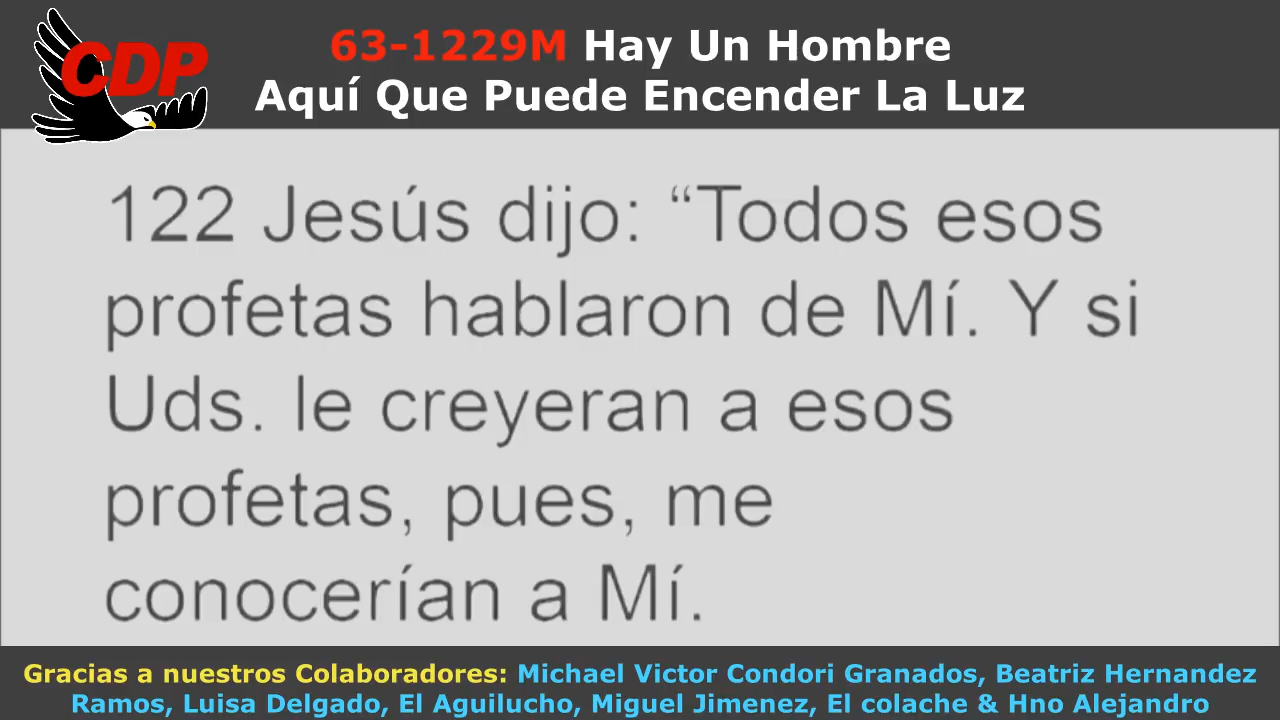 CDP
63-1229M Hay Un Hombre
Aquí Que Puede Encender La Luz
122 Jesús dijo: “Todos esos
profetas hablaron de Mí. Y si
Uds. le creyeran a esos
profetas, pues, me
conocerían a Mí.
Gracias a nuestros Colaboradores: Michael Victor Condori Granados, Beatriz Hernandez
Ramos, Luisa Delgado, El Aguilucho, Miguel Jimenez, El colache & Hno Alejandro